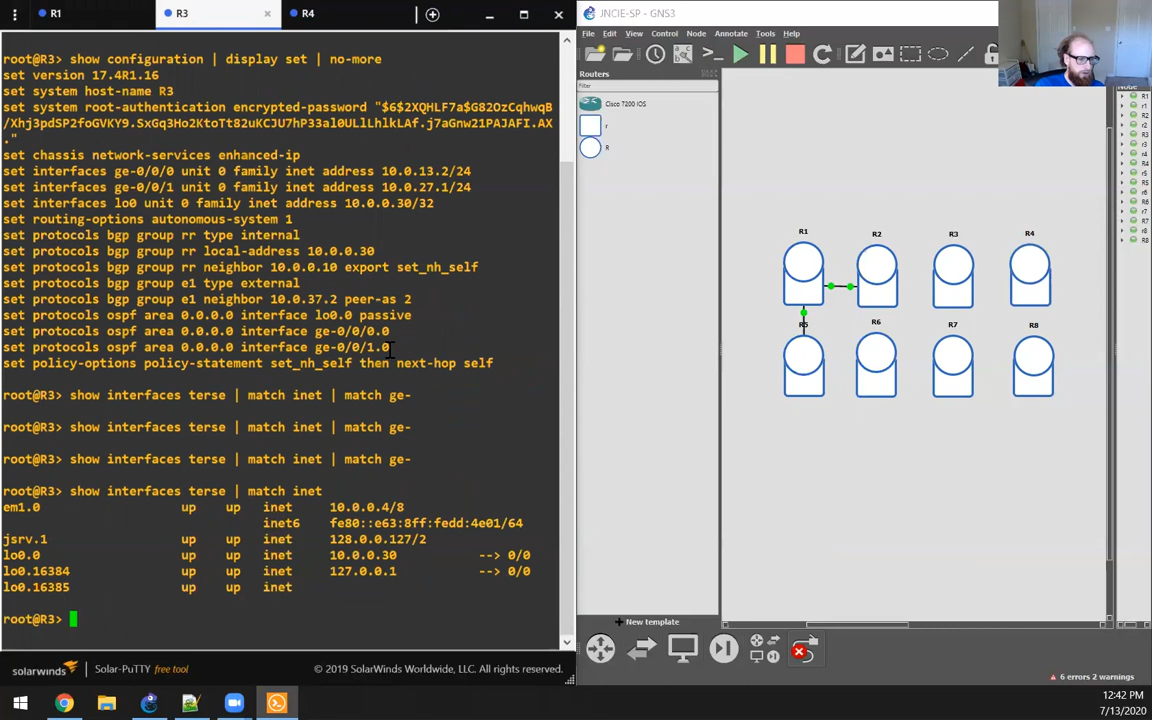 R1
R3
R4
root@R3> show configuration | display set | no-more
set version 17.4R1.16
set system host-name R3
set system root-authentication encrypted-password "$6$2XQHLF7a$G82OzCqhwqB
/Xhj3pdSP2foGVKY9.SxGq3Ho2KtoTt82uKCJU7hP33al0ULlLhlkLAf.j7aGnw21PAJAFI.AX
."
set chassis network-services enhanced-ip
set interfaces ge-0/0/0 unit 0 family inet address 10.0.13.2/24
set interfaces ge-0/0/1 unit 0 family inet address 10.0.27.1/24
set interfaces lo0 unit 0 family inet address 10.0.0.30/32
set routing-options autonomous-system 1
set protocols bgp group rr type internal
set protocols bgp group rr local-address 10.0.0.30
set protocols bgp group rr neighbor 10.0.0.10 export set_nh_self
set protocols bgp group e1 type external
set protocols bgp group e1 neighbor 10.0.37.2 peer-as 2
set protocols ospf area 0.0.0.0 interface lo0.0 passive
set protocols ospf area 0.0.0.0 interface ge-0/0/0.0
set protocols ospf area 0.0.0.0 interface ge-0/0/1.0
set policy-options policy-statement set_nh_self then next-hop self
root@R3> show interfaces terse | match inet | match ge-
root@R3> show interfaces terse | match inet | match ge-
root@R3> show interfaces terse | match inet | match ge-
root@R3> show interfaces terse | match inet
em1.0 up up inet 10.0.0.4/8
inet6 fe80::e63:8ff:fedd:4e01/64
jsrv.1 up up inet 128.0.0.127/2
lo0.0 up up inet 10.0.0.30 --> 0/0
lo0.16384 up up inet 127.0.0.1 --> 0/0
lo0.16385 up up inet
root@R3>
solarwinds Solar-PuTTY free tool © 2019 SolarWinds Worldwide, LLC. All rights reserved.
JNCIE-SP - GNS3
File Edit View Control Node Annotate Tools Help
Routers
Filter
Cisco 7200 IOS
r
R
New template
R1 R2 R3 R4
R5 R6 R7 R8
R1
r1
R2
r2
R3
r3
R4
r4
r5
R5
R6
r6
r7
R7
r8
R8
6 errors 2 warnings
12:42 PM
7/13/2020